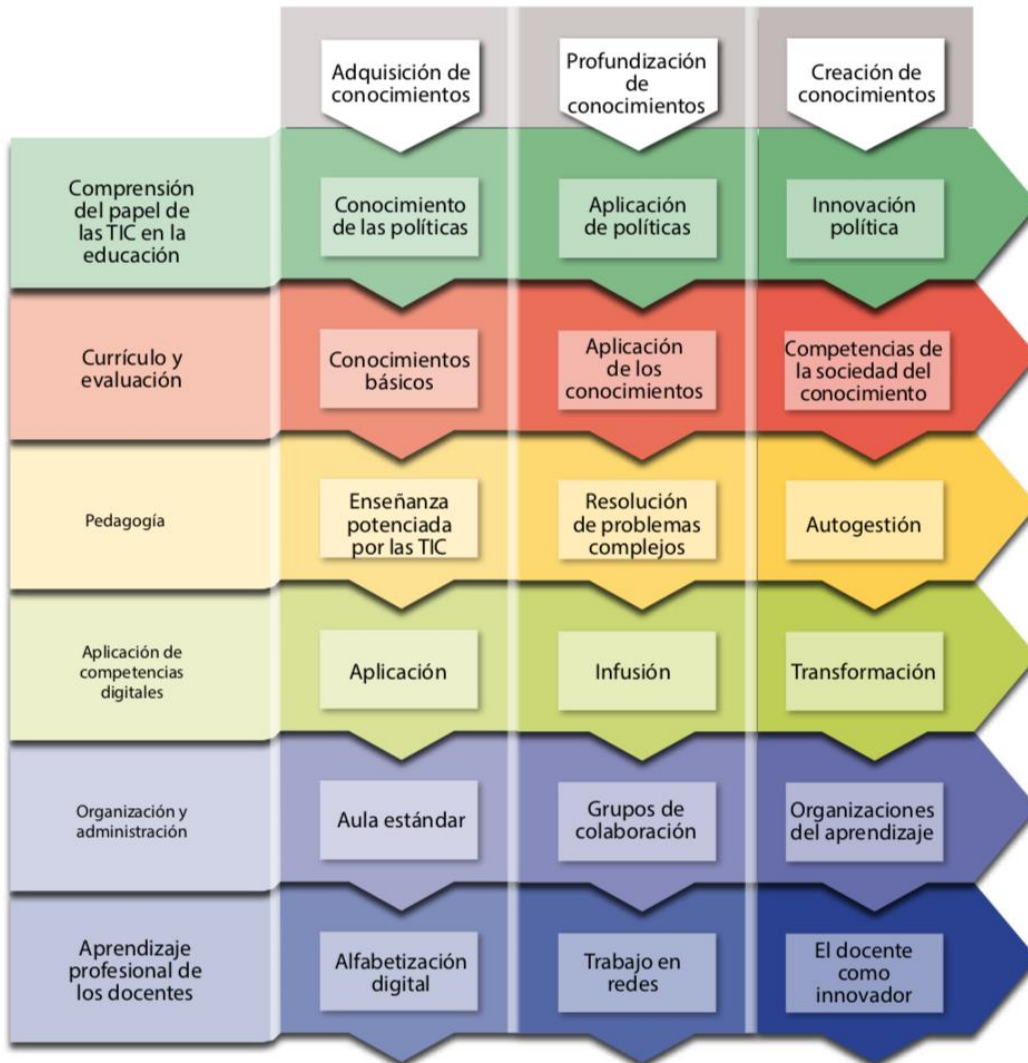 Adquisición de
conocimientos
Profundización
de
conocimientos
Creación de
conocimientos
Comprensión
del papel de
las TIC en la
educación
Conocimiento
de las políticas
Aplicación
de políticas
Innovación
política
Currículo y
evaluación
Conocimientos
básicos
Aplicación
de los
conocimientos
Competencias de
la sociedad del
conocimiento
Pedagogía
Enseñanza
potenciada
por las TIC
Resolución
de problemas
complejos
Autogestión
Aplicación de
competencias
digitales
Aplicación
Infusión
Transformación
Organización y
administración
Aula estándar
Grupos de
colaboración
Organizaciones
del aprendizaje
Aprendizaje
profesional de
los docentes
Alfabetización
digital
Trabajo en
redes
El docente
como
innovador